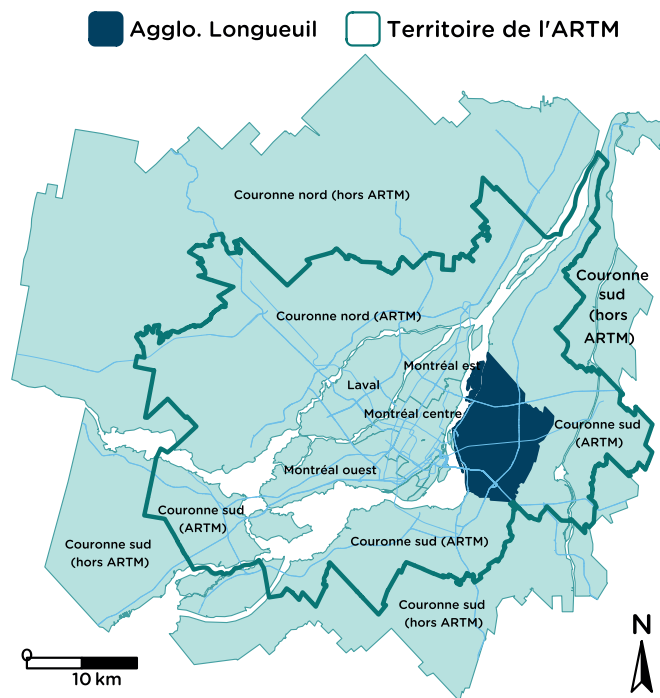 Agglo. Longueuil
Territoire de l'ARTM
Couronne nord (hors ARTM)
Couronne
sud
(hors
ARTM)
Couronne nord (ARTM)
Montréal est
Laval
Montréal centre
Couronne sud
(ARTM)
Montréal ouest
Couronne sud
(ARTM)
Couronne sud
(hors ARTM)
Couronne sud (ARTM)
Couronne sud
(hors ARTM)
N
0
10 km